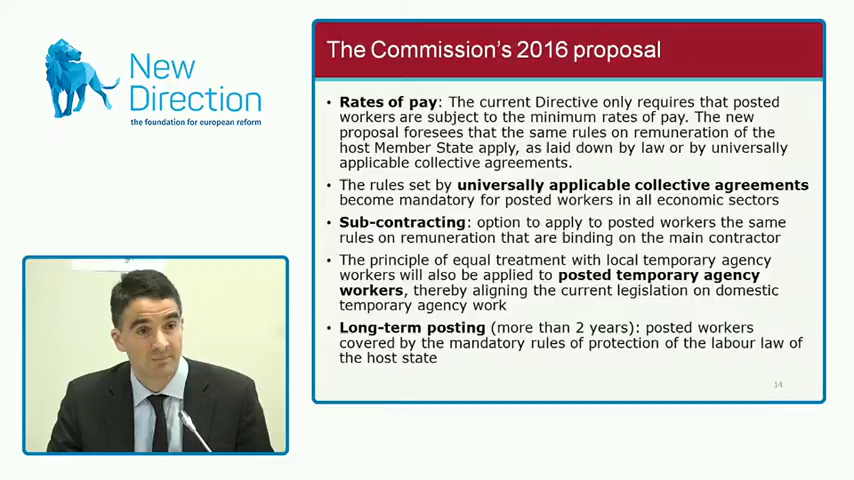 New
Direction
the foundation for european reform
The Commission's 2016 proposal
• Rates of pay: The current Directive only requires that posted
workers are subject to the minimum rates of pay. The new
proposal foresees that the same rules on remuneration of the
host Member State apply, as laid down by law or by universally
applicable collective agreements.
• The rules set by universally applicable collective agreements
become mandatory for posted workers in all economic sectors
• Sub-contracting: option to apply to posted workers the same
rules on remuneration that are binding on the main contractor
• The principle of equal treatment with local temporary agency
workers will also be applied to posted temporary agency
workers, thereby aligning the current legislation on domestic
temporary agency work
• Long-term posting (more than 2 years): posted workers
covered by the mandatory rules of protection of the labour law of
the host state
14